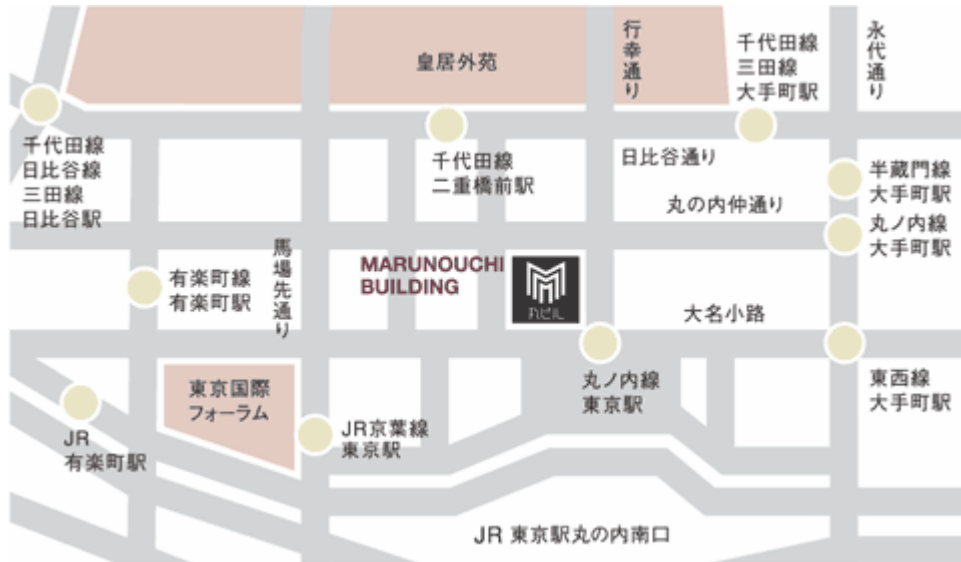 皇居外苑
行幸通り
千代田線
三田線
大手町駅
永代通り
千代田線
日比谷線
三田線
日比谷駅
千代田線
二重橋前駅
日比谷通り
半蔵門線
大手町駅
丸の内仲通り
丸ノ内線
大手町駅
馬場先通り
有楽町線
有楽町駅
MARUNOUCHI
BUILDING
丸ビル
大名小路
東京国際
フォーラム
丸ノ内線
東京駅
東西線
大手町駅
JR
有楽町駅
JR京葉線
東京駅
JR 東京駅丸の内南口